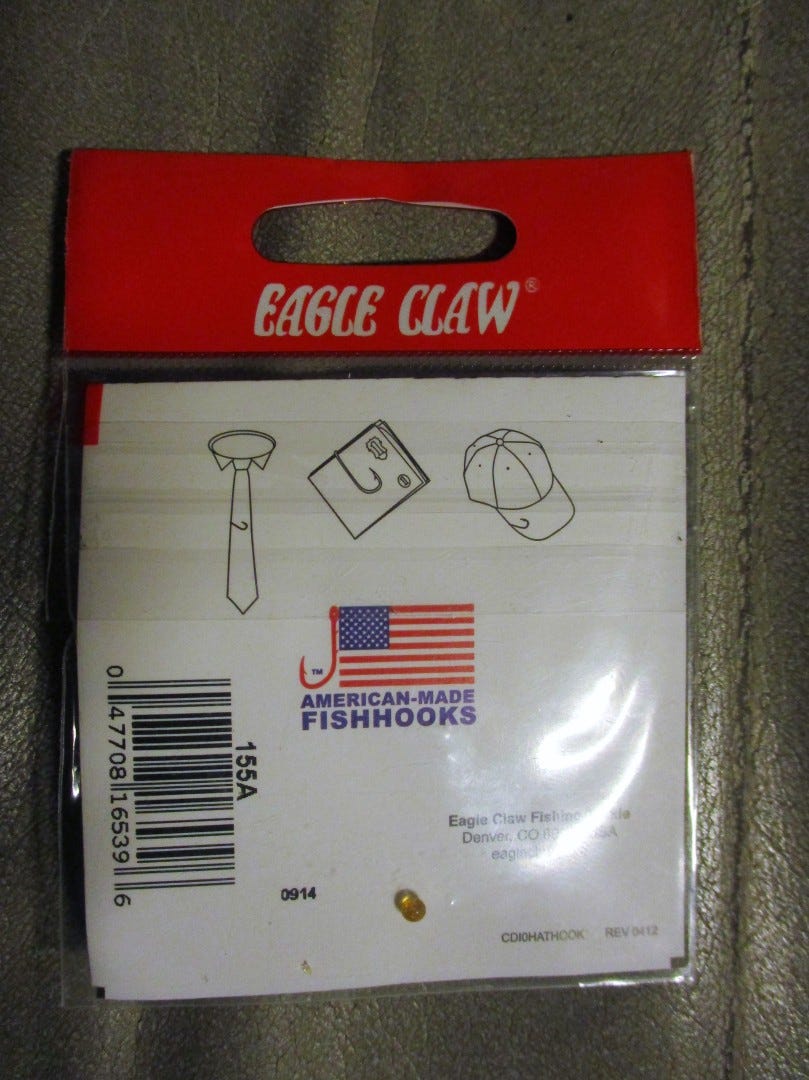 EAGLE CLAW®
™
AMERICAN-MADE
FISHHOOKS
155A
0 47708 16539 6
Eagle Claw Fishing
Denver, CO
0914
CDI0HATHOOK REV 0412